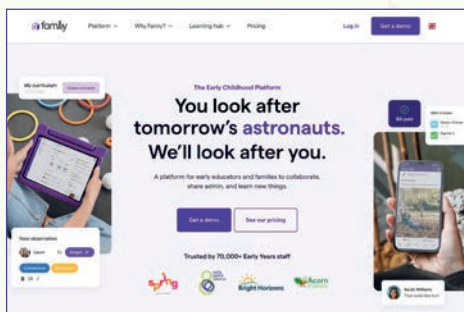 famly
Platform
Why Famly?
Learning hub
Pricing
Log in
Get a demo
My curriculum
The Early Childhood Platform
You look after
tomorrow's astronauts.
We'll look after you.
A platform for early educators and families to collaborate,
share admin, and learn new things.
Get a demo
See our pricing
Trusted by 70,000+ Early Years staff
spring
Bright Horizons
Acorn
New observation
Bill paid